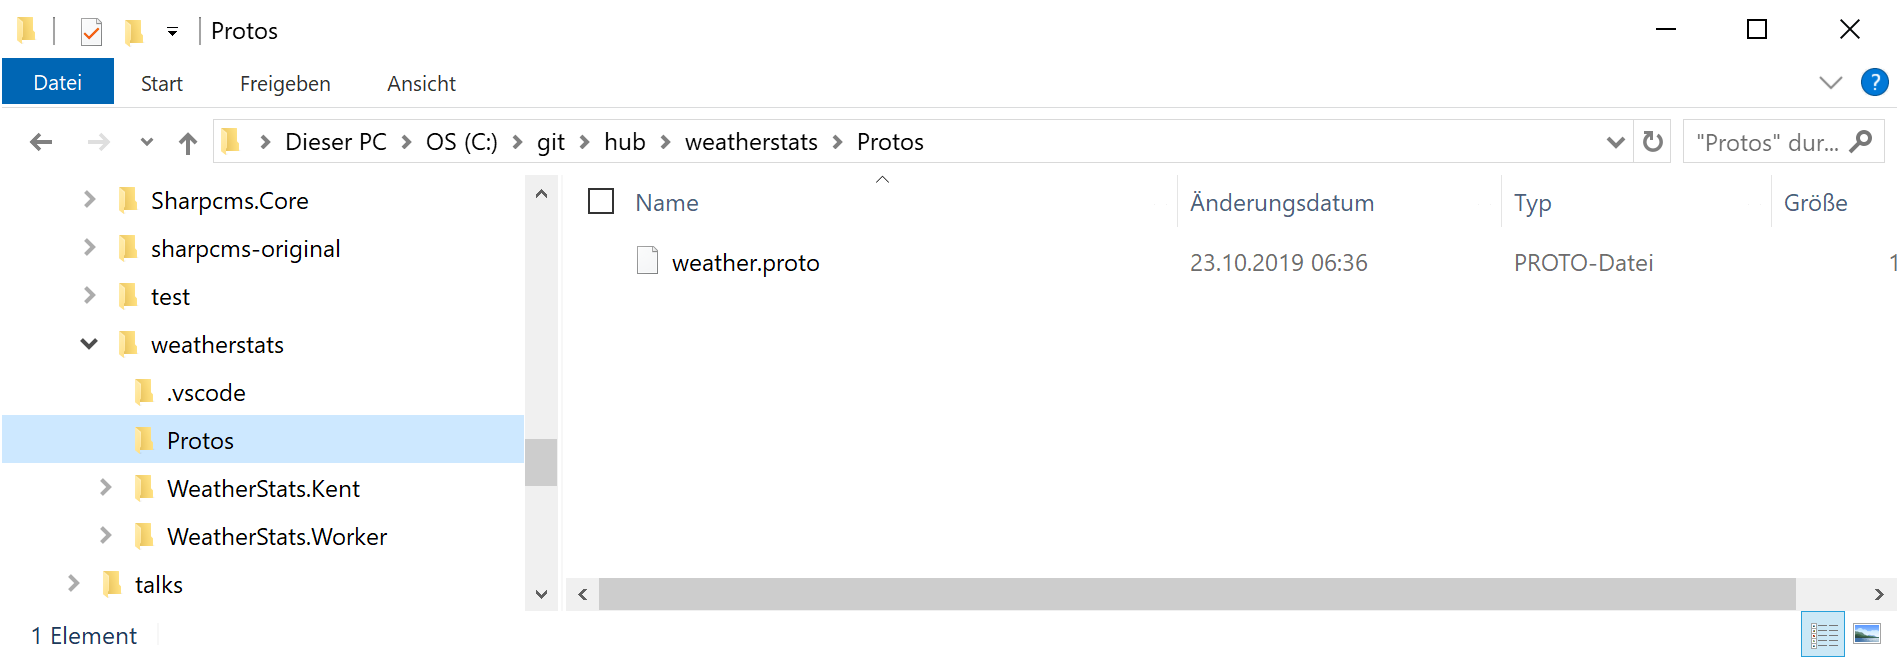 Protos
Datei Start Freigeben Ansicht ?
Dieser PC OS (C:) git hub weatherstats Protos "Protos" dur...
Sharpcms.Core
sharpcms-original
test
weatherstats
.vscode
Protos
WeatherStats.Kent
WeatherStats.Worker
talks
Name Änderungsdatum Typ Größe
weather.proto 23.10.2019 06:36 PROTO-Datei 1
1 Element